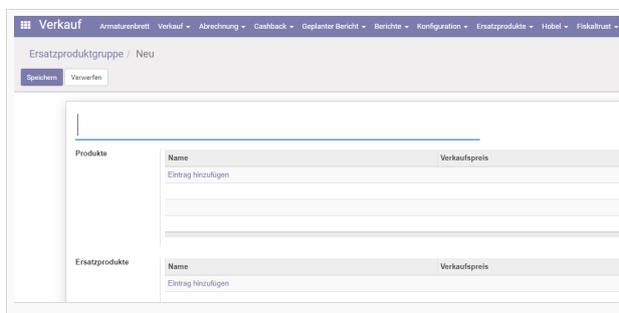 Verkauf Armaturenbrett Verkauf Abrechnung Cashback Geplanter Bericht Berichte Konfiguration Ersatzprodukte Hobel Fiskaltrust
Ersatzproduktgruppe / Neu
Speichern Verwerfen
Produkte Name Verkaufspreis
Eintrag hinzufügen
Ersatzprodukte Name Verkaufspreis
Eintrag hinzufügen